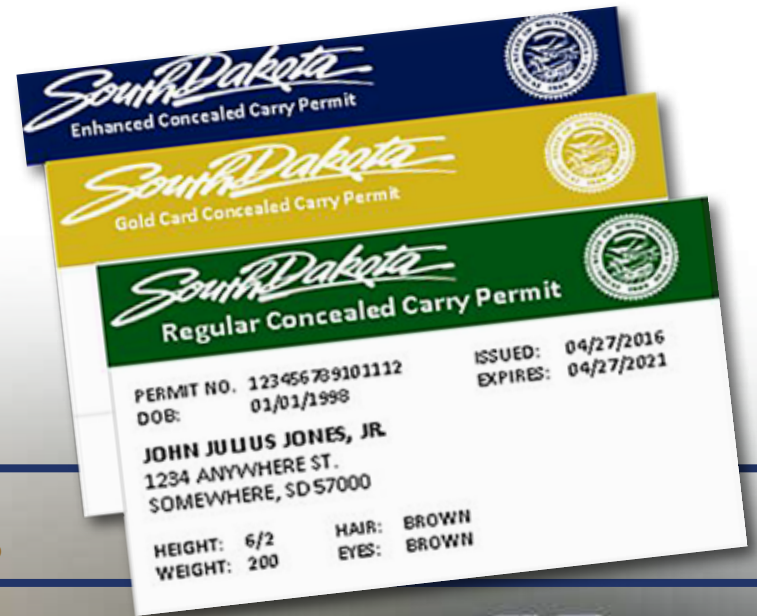 South Dakota
Enhanced Concealed Carry Permit
South Dakota
Gold Card Concealed Carry Permit
South Dakota
Regular Concealed Carry Permit
PERMIT NO. 123456789101112
DOB: 01/01/1998
ISSUED: 04/27/2016
EXPIRES: 04/27/2021
JOHN JULIUS JONES, JR.
1234 ANYWHERE ST.
SOMEWHERE, SD 57000
HEIGHT: 6/2 HAIR: BROWN
WEIGHT: 200 EYES: BROWN